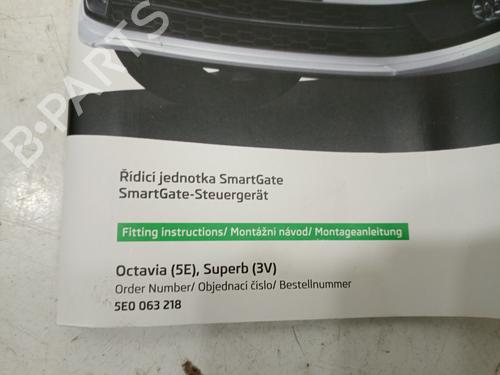 B-PARTS
Řídicí jednotka SmartGate
SmartGate-Steuergerät
Fitting instructions/ Montážní návod/ Montageanleitung
Octavia (5E), Superb (3V)
Order Number/ Objednací číslo/ Bestellnummer
5E0 063 218